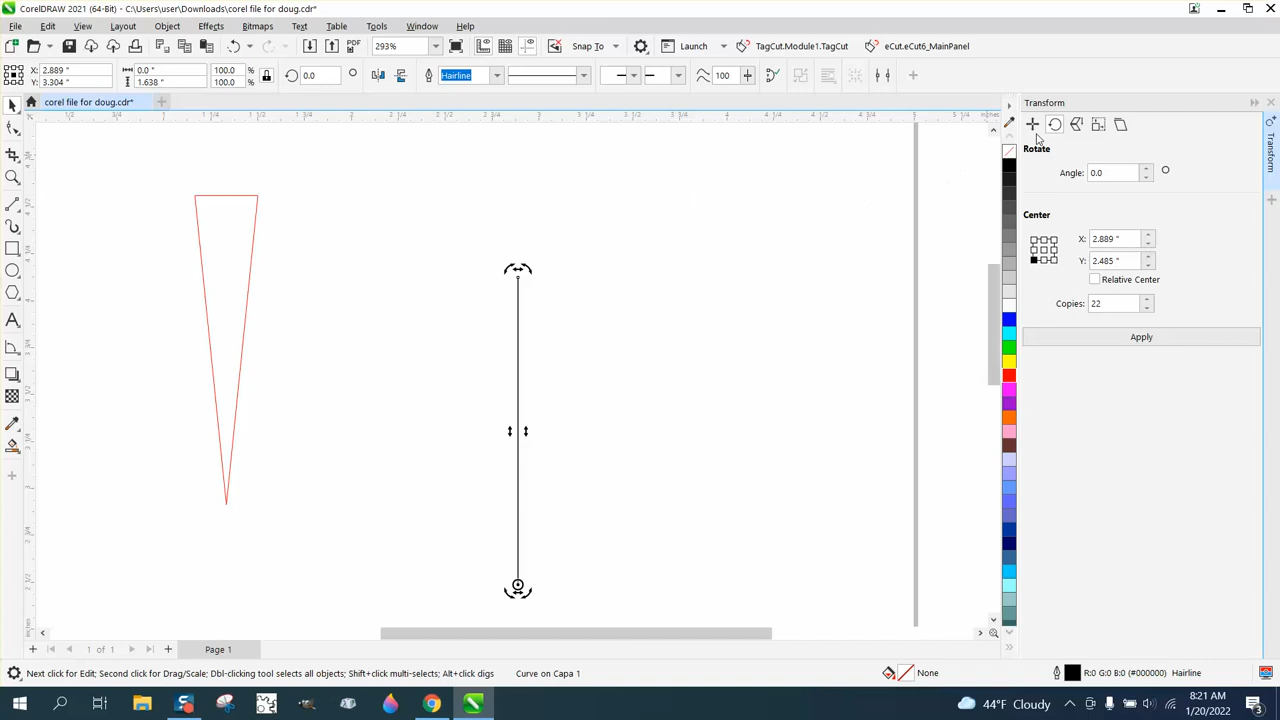 CorelDRAW 2021 (64-Bit) - C:\Users\user\Downloads\corel file for doug.cdr*
File Edit View Layout Object Effects Bitmaps Text Table Tools Window Help
PDF 293% Snap To Launch TagCut.Module1.TagCut eCut.eCut6_MainPanel
X: 2.889 " 0.0 " 100.0 % 0.0 Hairline 100
Y: 3.304 " 1.638 " 100.0 %
corel file for doug.cdr*
Transform
Rotate
Angle: 0.0
Center
X: 2.889 "
Y: 2.485 "
Relative Center
Copies: 22
Apply
Transform
inches
1 of 1 Page 1
Next click for Edit; Second click for Drag/Scale; Dbl-clicking tool selects all objects; Shift+click multi-selects; Alt+click digs Curve on Capa 1 None R:0 G:0 B:0 (#000000) Hairline
44°F Cloudy 8:21 AM
1/20/2022 3